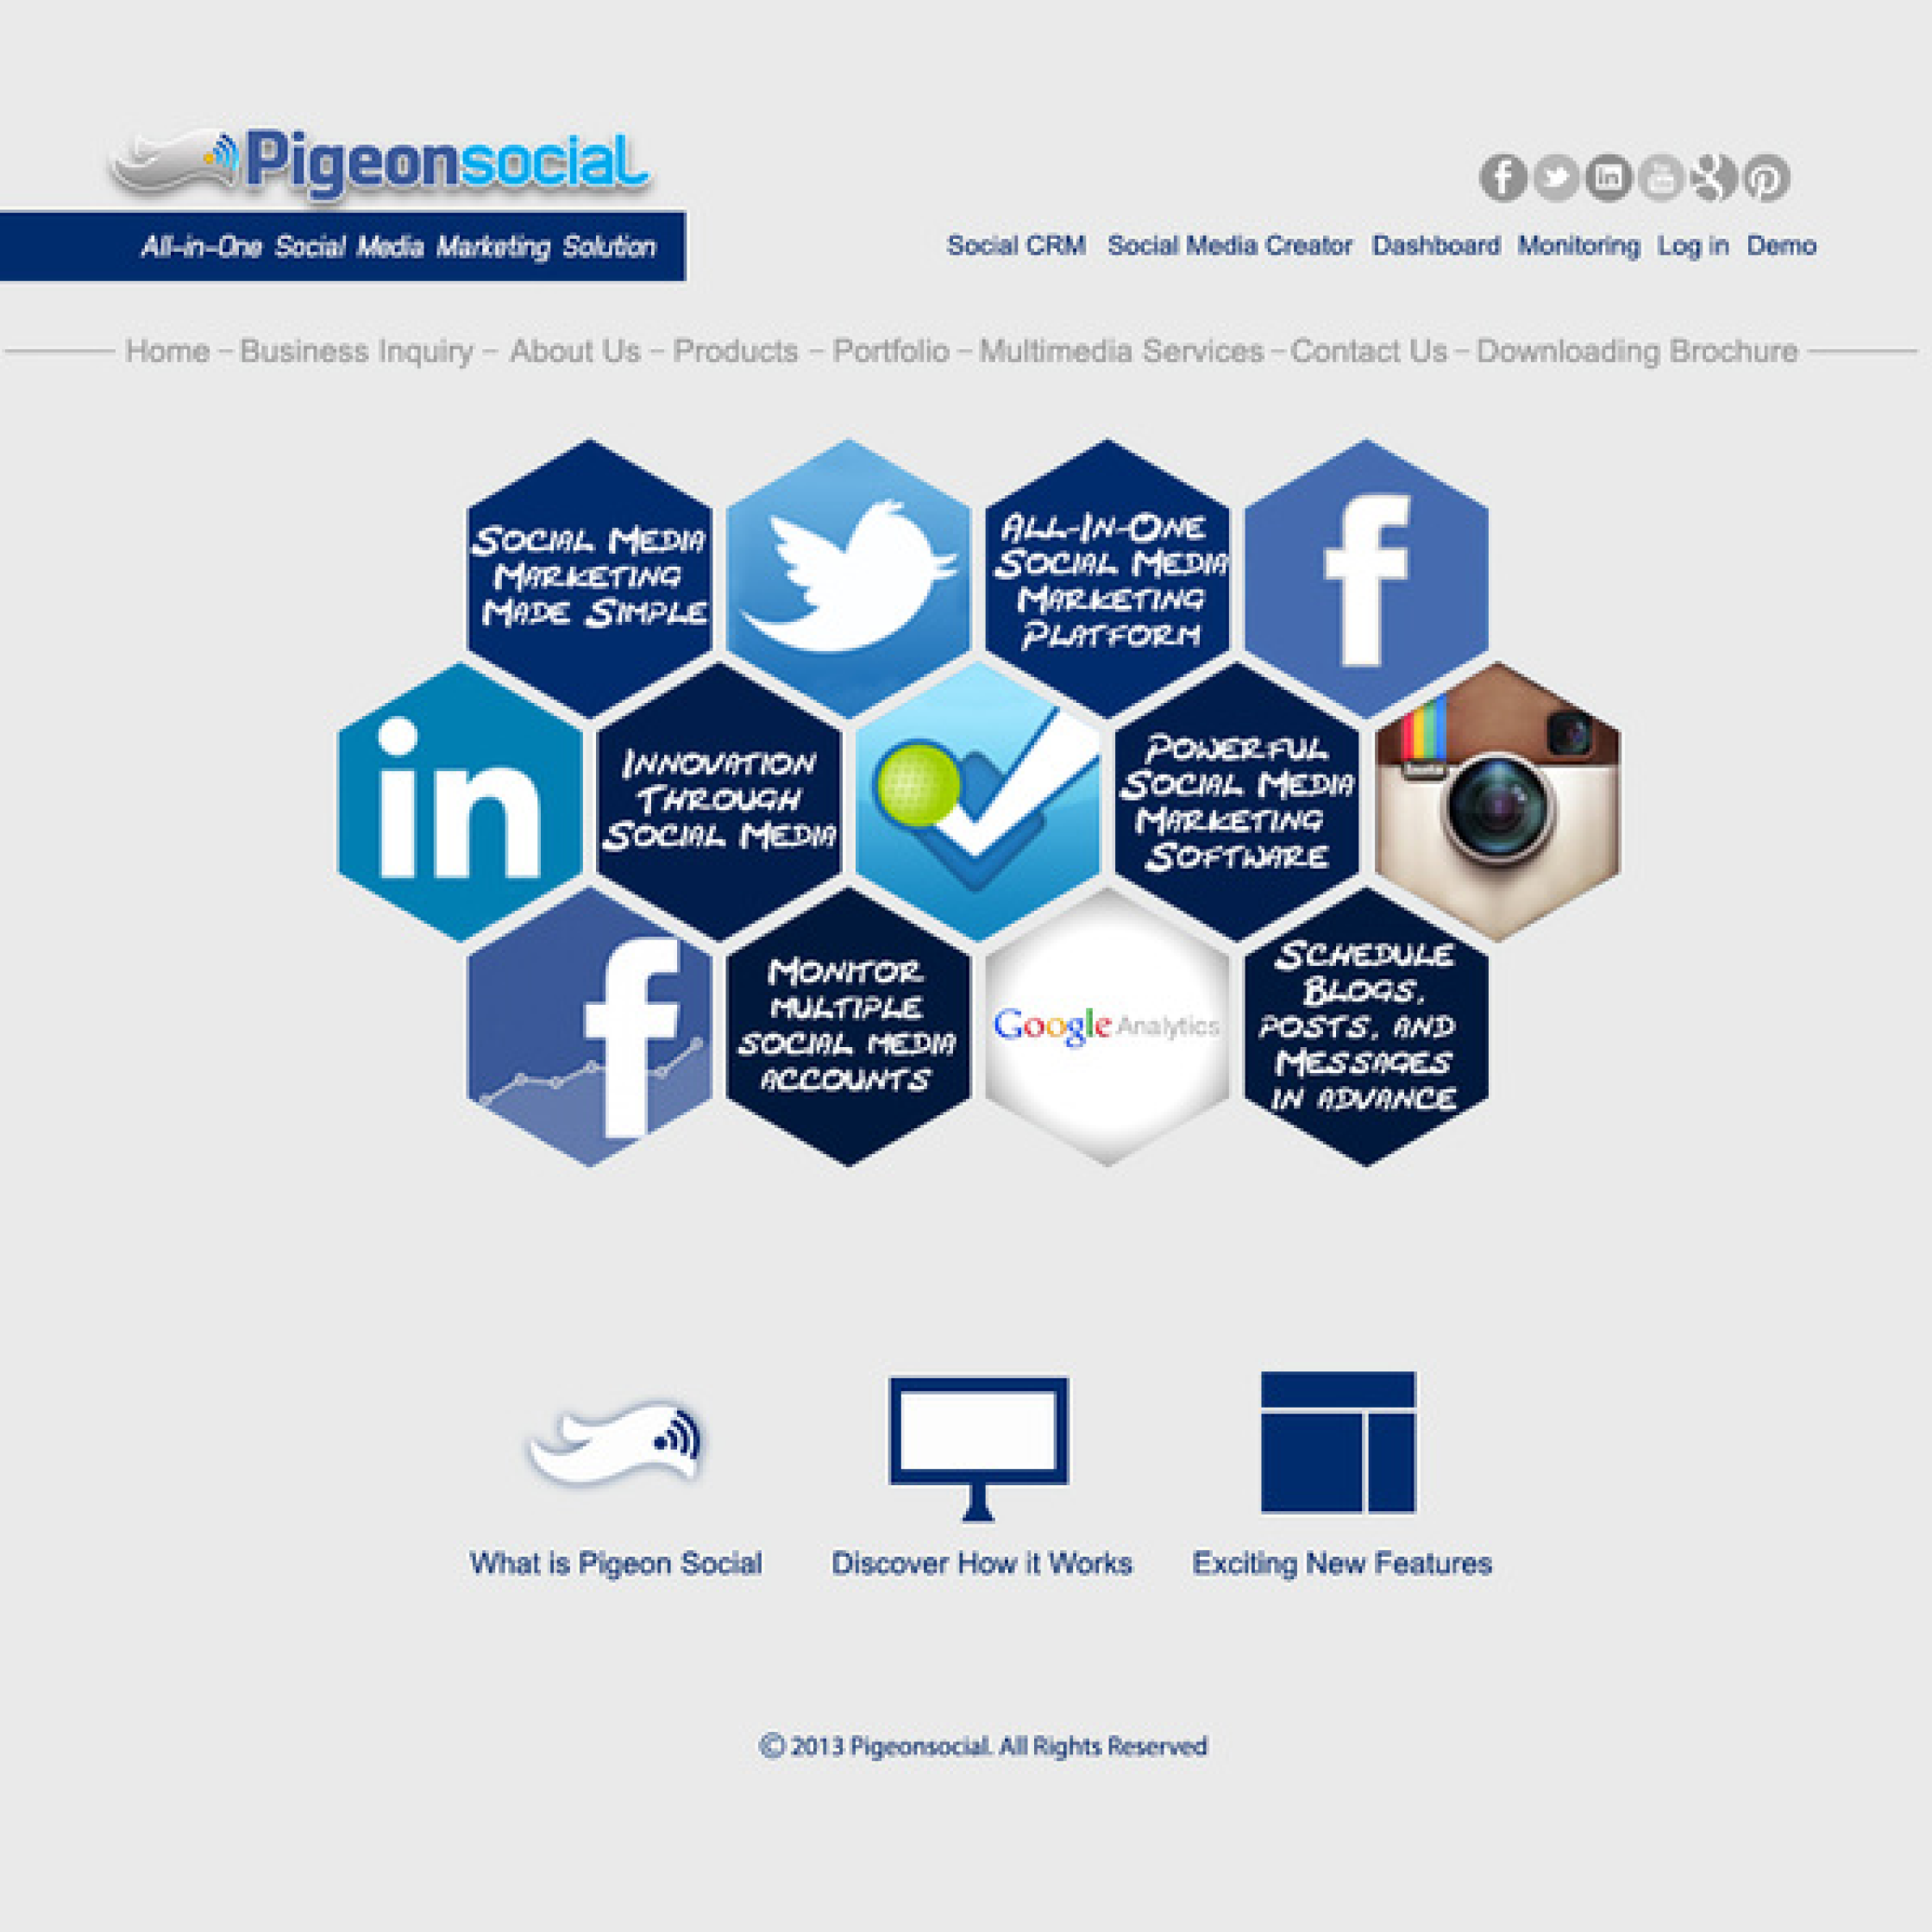 Pigeonsocial
All-in-One Social Media Marketing Solution
Social CRM Social Media Creator Dashboard Monitoring Log in Demo
Home - Business Inquiry - About Us - Products - Portfolio - Multimedia Services - Contact Us - Downloading Brochure
Social Media
Marketing
Made Simple
All-In-One
Social Media
Marketing
Platform
in
Innovation
Through
Social Media
Powerful
Social Media
Marketing
Software
Monitor
multiple
social media
accounts
Google Analytics
Schedule
Blogs,
posts, and
Messages
in advance
What is Pigeon Social
Discover How it Works
Exciting New Features
© 2013 Pigeonsocial. All Rights Reserved